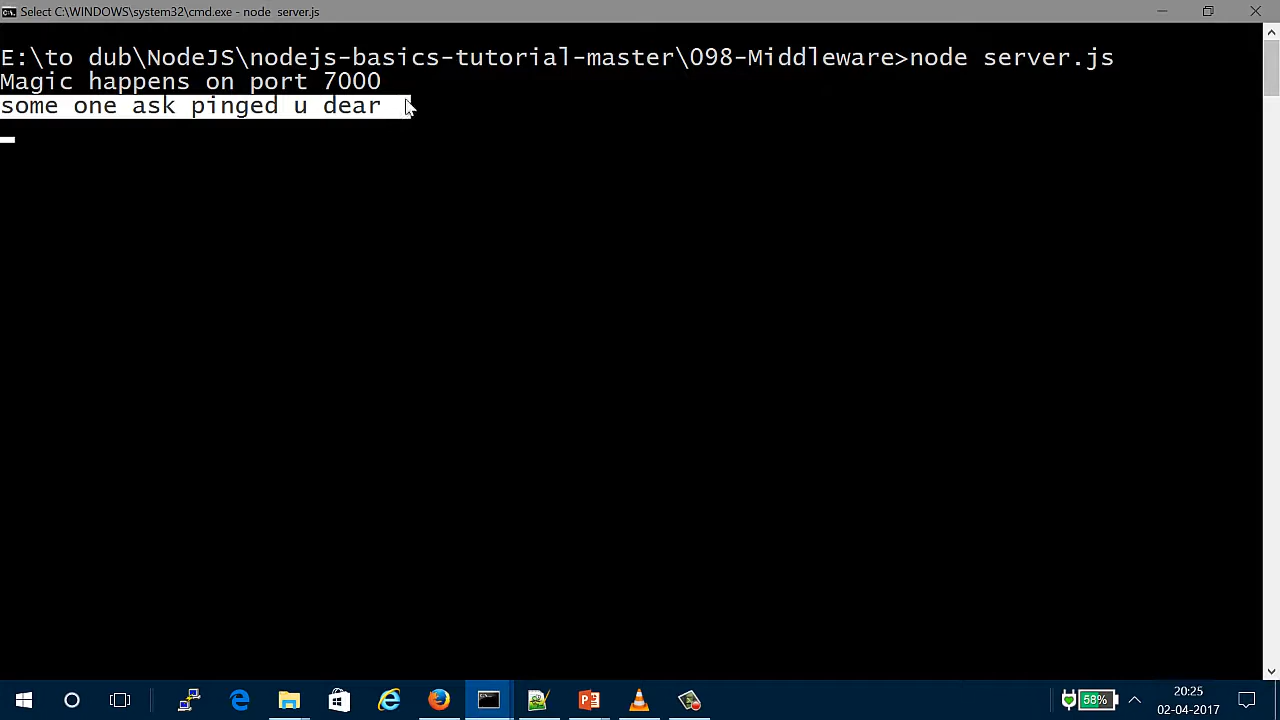 Select C:\WINDOWS\system32\cmd.exe - node  server.js
E:\to dub\NodeJS\nodejs-basics-tutorial-master\098-Middleware>node server.js
Magic happens on port 7000
some one ask pinged u dear
58%
20:25
02-04-2017